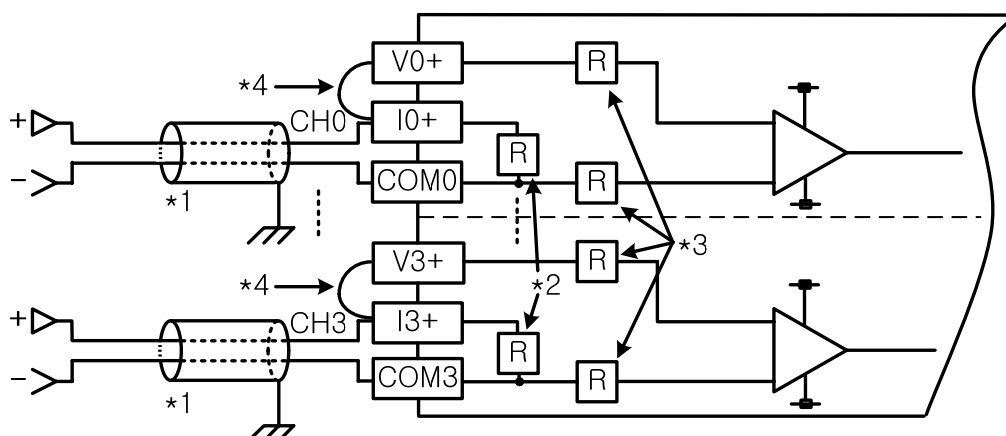 V0+
R
*4
CH0
I0+
+
R
-
COM0
R
*1
*3
V3+
R
*4
*2
CH3
I3+
+
R
-
COM3
R
*1